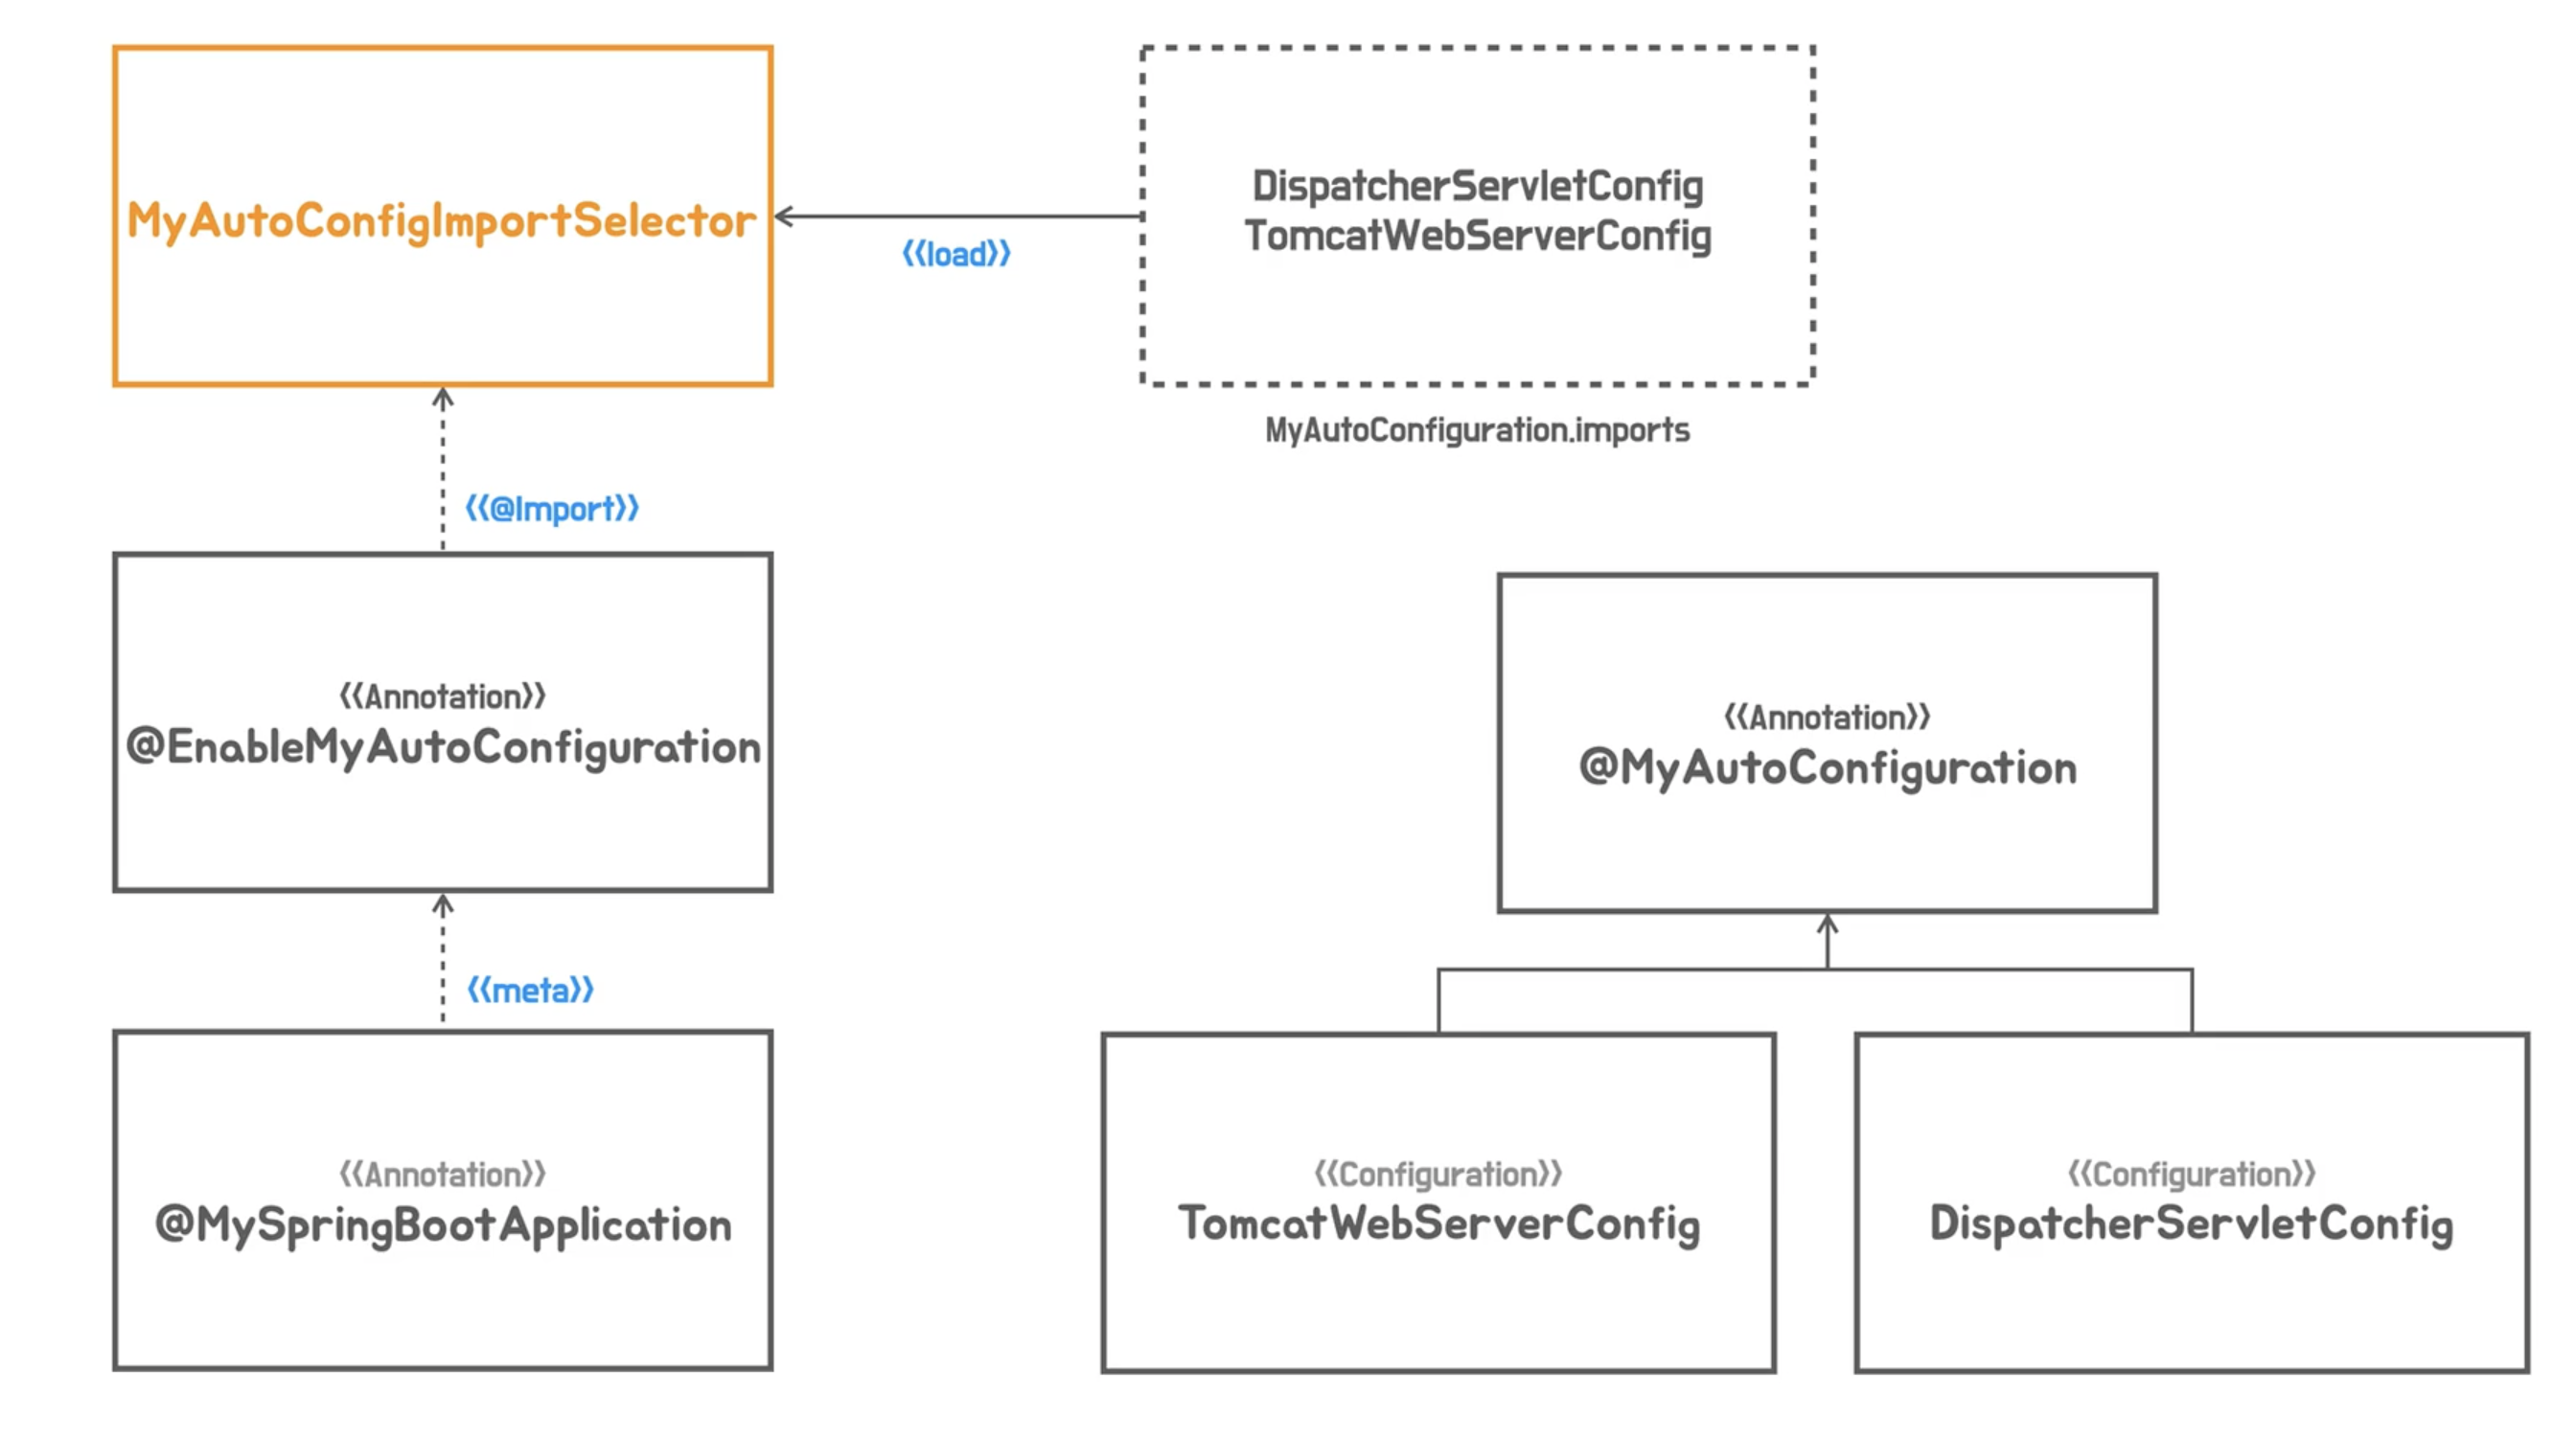 MyAutoConfigImportSelector
DispatcherServletConfig
TomcatWebServerConfig
<<load>>
MyAutoConfiguration.imports
<<@Import>>
<<Annotation>>
@EnableMyAutoConfiguration
<<Annotation>>
@MyAutoConfiguration
<<meta>>
<<Annotation>>
@MySpringBootApplication
<<Configuration>>
TomcatWebServerConfig
<<Configuration>>
DispatcherServletConfig